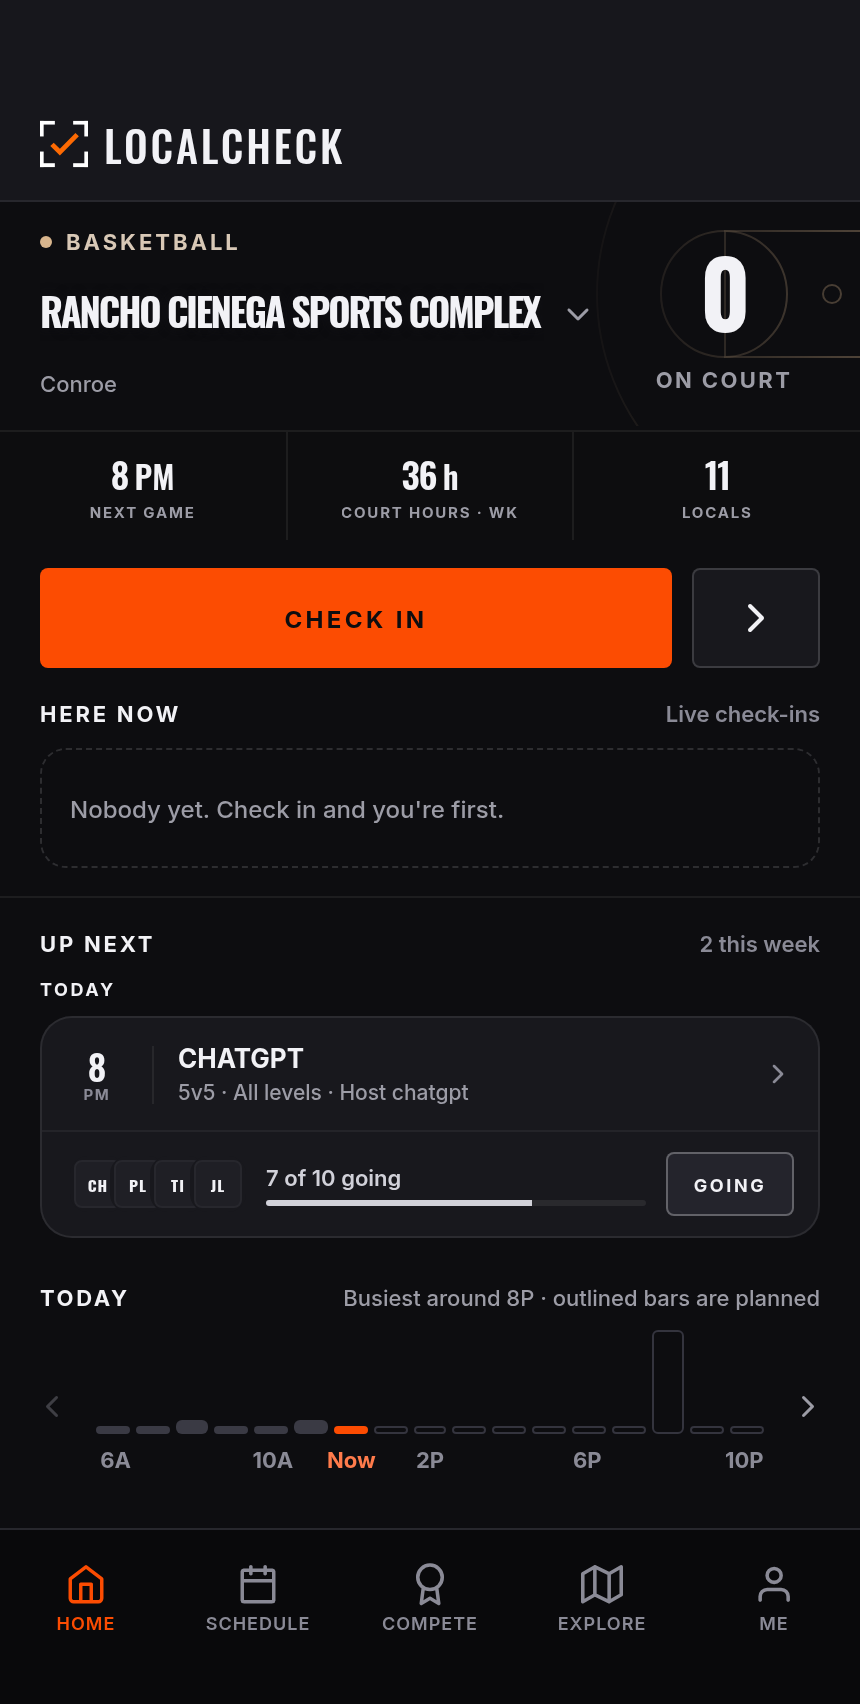 LOCALCHECK
BASKETBALL
RANCHO CIENEGA SPORTS COMPLEX
Conroe
0
ON COURT
8 PM
NEXT GAME
36 h
COURT HOURS · WK
11
LOCALS
CHECK IN
HERE NOW
Live check-ins
Nobody yet. Check in and you're first.
UP NEXT
2 this week
TODAY
8
PM
CHATGPT
5v5 · All levels · Host chatgpt
CH PL TI JL
7 of 10 going
GOING
TODAY
Busiest around 8P · outlined bars are planned
6A 10A Now 2P 6P 10P
HOME SCHEDULE COMPETE EXPLORE ME